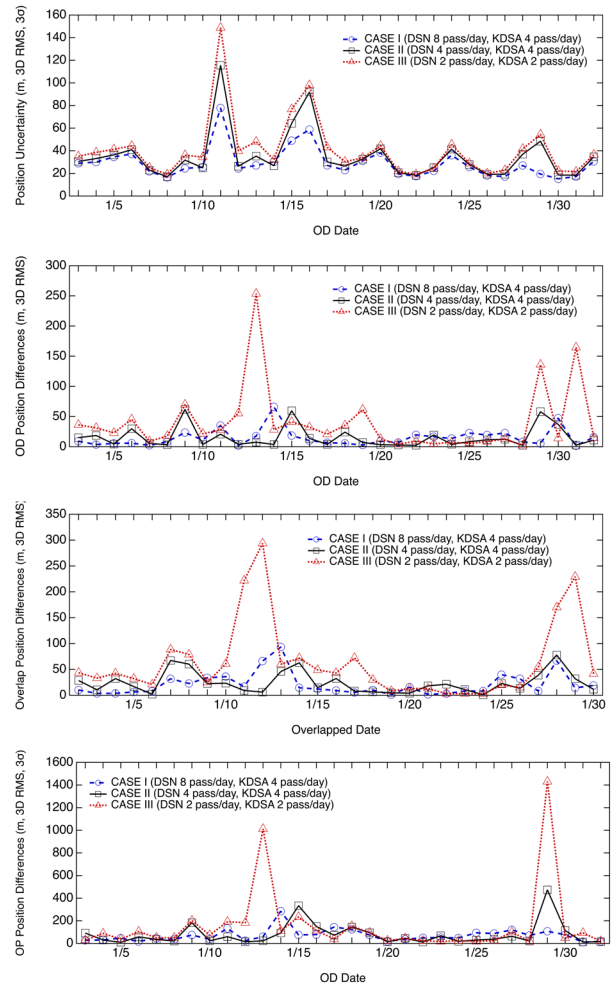 160
140
120
100
80
60
40
20
0
Position Uncertainty (m, 3D RMS, 3σ)
CASE I (DSN 8 pass/day, KDSA 4 pass/day)
CASE II (DSN 4 pass/day, KDSA 4 pass/day)
CASE III (DSN 2 pass/day, KDSA 2 pass/day)
1/5 1/10 1/15 1/20 1/25 1/30
OD Date
300
250
200
150
100
50
0
OD Position Differences (m, 3D RMS)
CASE I (DSN 8 pass/day, KDSA 4 pass/day)
CASE II (DSN 4 pass/day, KDSA 4 pass/day)
CASE III (DSN 2 pass/day, KDSA 2 pass/day)
1/5 1/10 1/15 1/20 1/25 1/30
OD Date
350
300
250
200
150
100
50
0
Overlap Position Differences (m, 3D RMS)
CASE I (DSN 8 pass/day, KDSA 4 pass/day)
CASE II (DSN 4 pass/day, KDSA 4 pass/day)
CASE III (DSN 2 pass/day, KDSA 2 pass/day)
1/5 1/10 1/15 1/20 1/25 1/30
Overlapped Date
1600
1400
1200
1000
800
600
400
200
0
OP Position Differences (m, 3D RMS, 3σ)
CASE I (DSN 8 pass/day, KDSA 4 pass/day)
CASE II (DSN 4 pass/day, KDSA 4 pass/day)
CASE III (DSN 2 pass/day, KDSA 2 pass/day)
1/5 1/10 1/15 1/20 1/25 1/30
OD Date